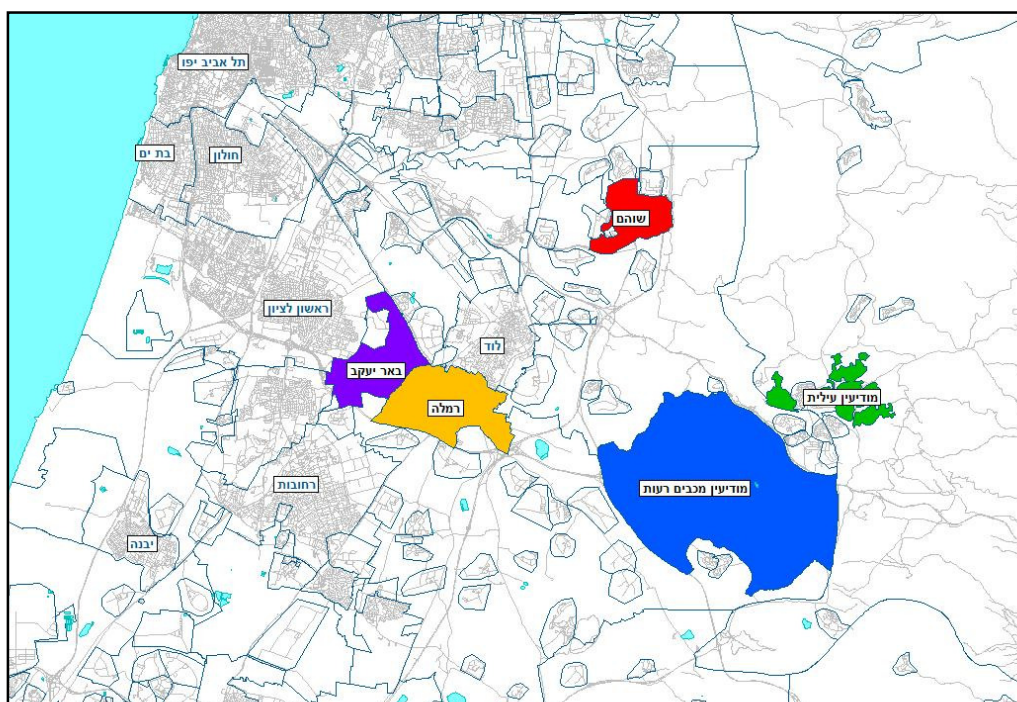 תל אביב יפו
בת ים
חולון
שוהם
ראשון לציון
לוד
באר יעקב
מודיעין עילית
רמלה
רחובות
מודיעין מכבים רעות
יבנה